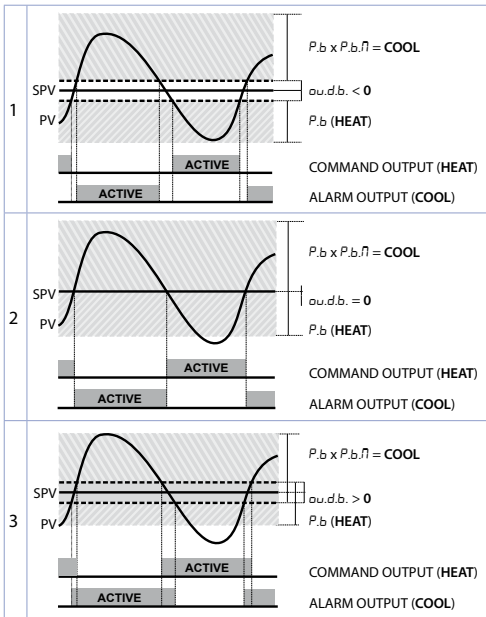 1
P.b x P.b.M = COOL
SPV
ou.d.b. < 0
PV
P.b (HEAT)
ACTIVE
COMMAND OUTPUT (HEAT)
ACTIVE
ALARM OUTPUT (COOL)
2
P.b x P.b.M = COOL
SPV
ou.d.b. = 0
PV
P.b (HEAT)
ACTIVE
COMMAND OUTPUT (HEAT)
ACTIVE
ALARM OUTPUT (COOL)
3
P.b x P.b.M = COOL
SPV
ou.d.b. > 0
PV
P.b (HEAT)
ACTIVE
COMMAND OUTPUT (HEAT)
ACTIVE
ALARM OUTPUT (COOL)